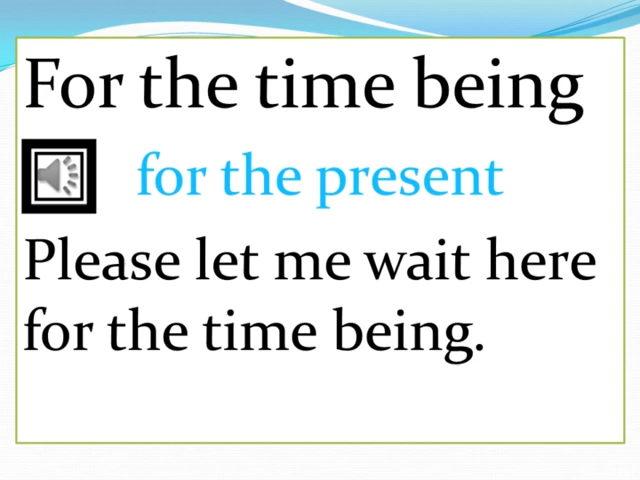 For the time being
for the present
Please let me wait here
for the time being.